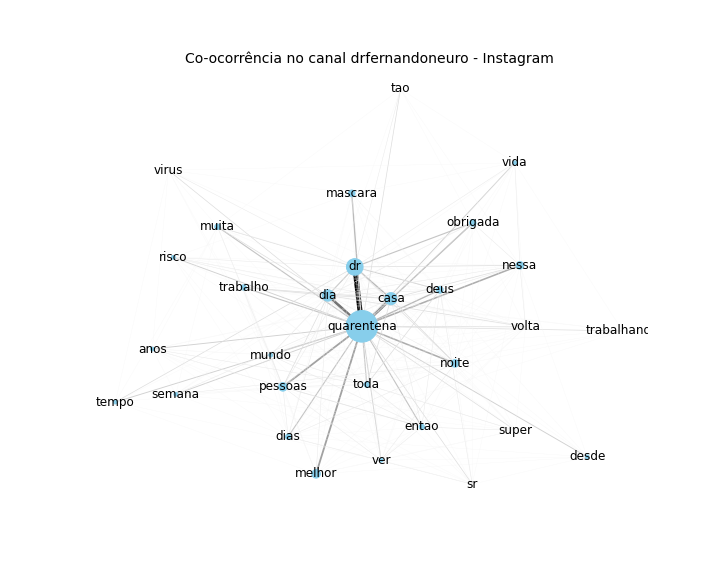 Co-ocorrência no canal drfernandoneuro - Instagram
tao
vida
virus
mascara
obrigada
muita
risco
dr
nessa
trabalho
dia
casa
deus
quarentena
volta
trabalhanc
anos
mundo
noite
pessoas
toda
semana
tempo
entao
super
dias
desde
ver
melhor
sr